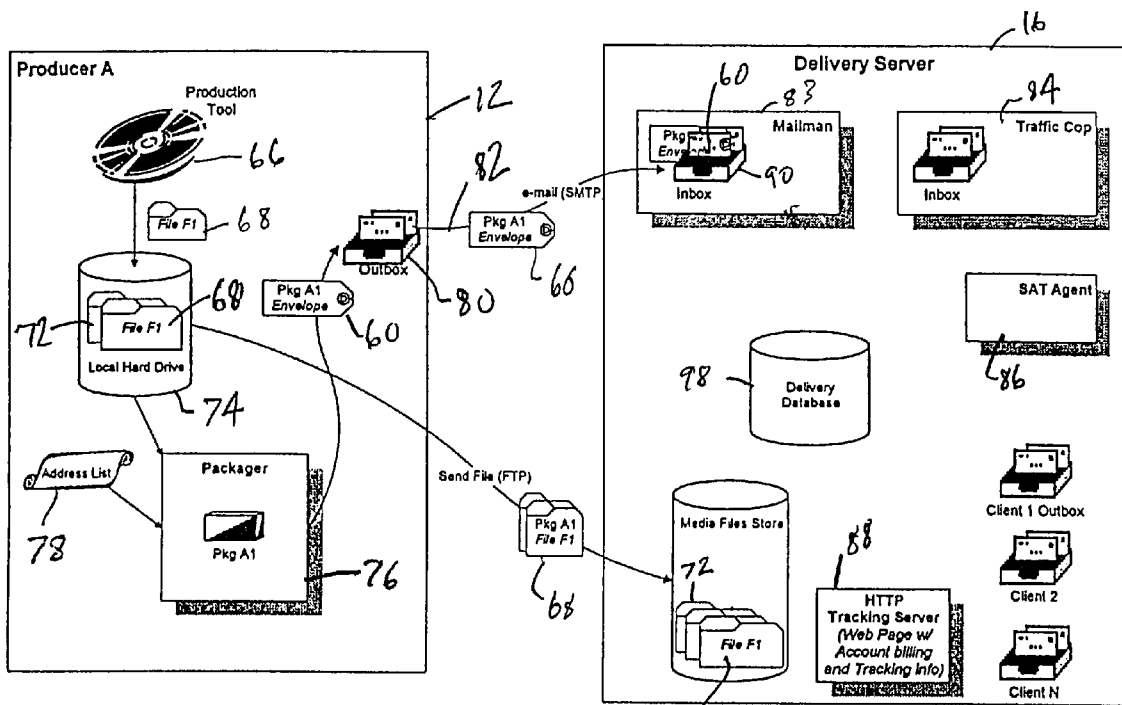 Producer A
12
Production
Tool
66
File F1
68
72
File F1
68
Local Hard Drive
74
Address List
78
Packager
Pkg A1
76
Pkg A1
Envelope
60
Outbox
80
82
e-mail (SMTP
Pkg A1
Envelope
60
Send File (FTP)
Pkg A1
File F1
68
16
Delivery Server
60
83
Mailman
Pkg
Inbox
90
84
Traffic Cop
Inbox
SAT Agent
86
98
Delivery
Database
Media Files Store
72
File F1
88
HTTP
Tracking Server
(Web Page w/
Account billing
and Tracking Info)
Client 1 Outbox
Client 2
Client N